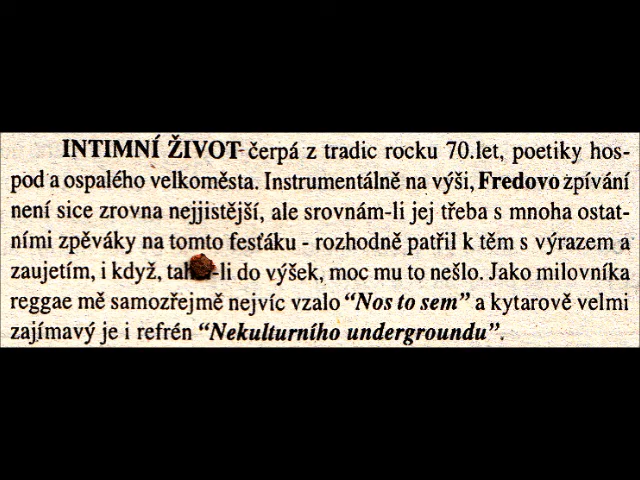 INTIMNÍ ŽIVOT- čerpá z tradic rocku 70.let, poetiky hos-
pod a ospalého velkoměsta. Instrumentálně na výši, Fredovo zpívání
není sice zrovna nejjistější, ale srovnám-li jej třeba s mnoha ostat-
ními zpěváky na tomto fesťáku - rozhodně patřil k těm s výrazem a
zaujetím, i když, -li do výšek, moc mu to nešlo. Jako milovníka
reggae mě samozřejmě nejvíc vzalo "Nos to sem" a kytarově velmi
zajímavý je i refrén "Nekulturního undergroundu".